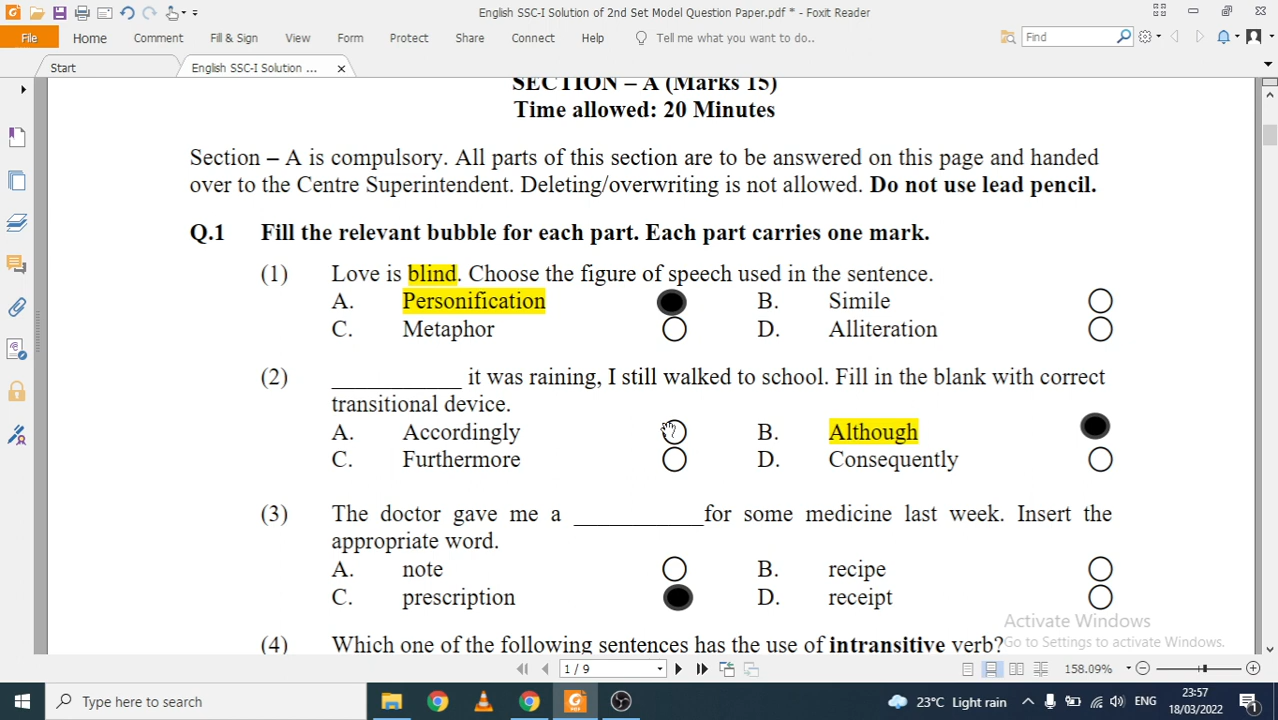 English SSC-I Solution of 2nd Set Model Question Paper.pdf * - Foxit Reader
File Home Comment Fill & Sign View Form Protect Share Connect Help Tell me what you want to do.. Find
Start English SSC-I Solution ... x
SECTION – A (Marks 15)
Time allowed: 20 Minutes
Section – A is compulsory. All parts of this section are to be answered on this page and handed
over to the Centre Superintendent. Deleting/overwriting is not allowed. Do not use lead pencil.
Q.1 Fill the relevant bubble for each part. Each part carries one mark.
(1) Love is blind. Choose the figure of speech used in the sentence.
A. Personification B. Simile
C. Metaphor D. Alliteration
(2) ___________ it was raining, I still walked to school. Fill in the blank with correct
transitional device.
A. Accordingly B. Although
C. Furthermore D. Consequently
(3) The doctor gave me a ___________for some medicine last week. Insert the
appropriate word.
A. note B. recipe
C. prescription D. receipt
Activate Windows
(4) Which one of the following sentences has the use of intransitive verb?
Go to Settings to activate Windows.
1 / 9 158.09%
Type here to search 23°C Light rain ENG 23:57
18/03/2022 1